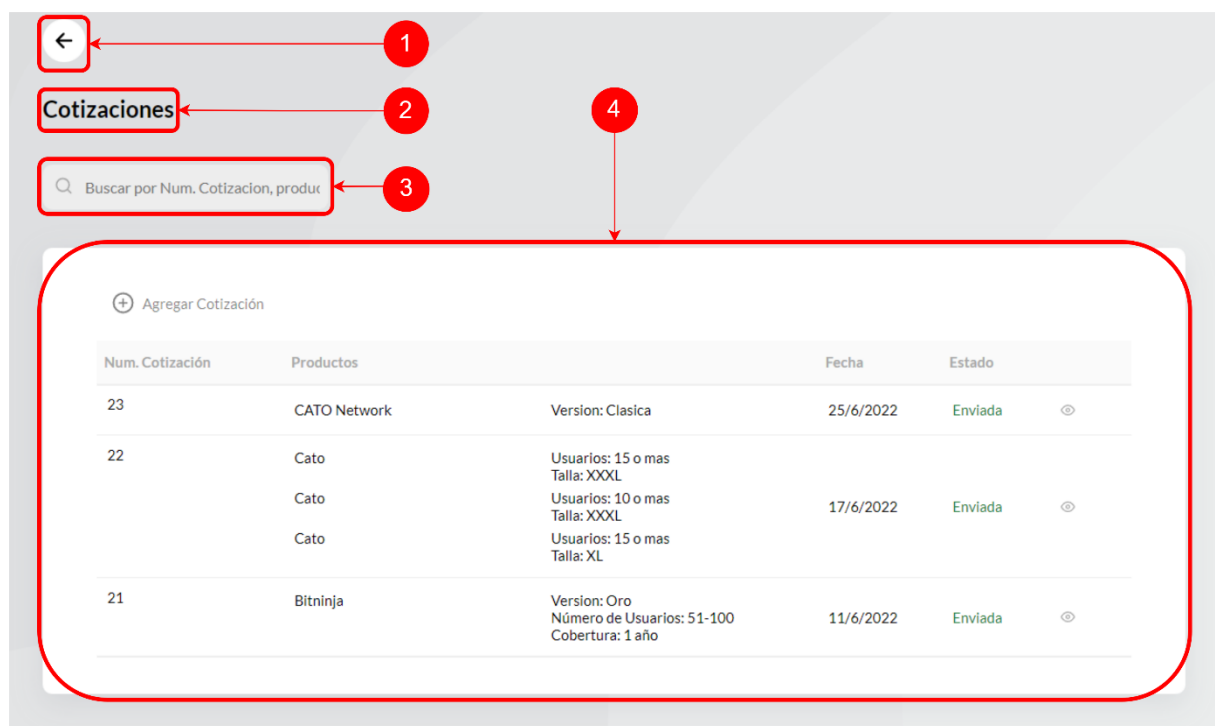 1
Cotizaciones
2
4
Buscar por Num. Cotizacion, produc
3
Agregar Cotización
Num. Cotización Productos Fecha Estado
23 CATO Network Version: Clasica 25/6/2022 Enviada
22 Cato Usuarios: 15 o mas
Talla: XXXL
Cato Usuarios: 10 o mas
Talla: XXXL
17/6/2022 Enviada
Cato Usuarios: 15 o mas
Talla: XL
21 Bitninja Version: Oro
Número de Usuarios: 51-100
Cobertura: 1 año
11/6/2022 Enviada